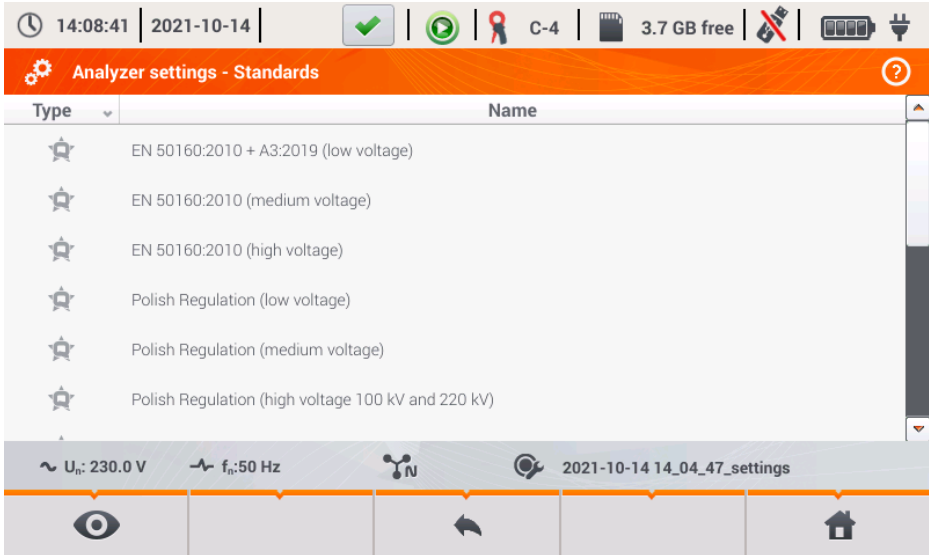 14:08:41 2021-10-14 C-4 3.7 GB free
Analyzer settings - Standards ?
Type Name
EN 50160:2010 + A3:2019 (low voltage)
EN 50160:2010 (medium voltage)
EN 50160:2010 (high voltage)
Polish Regulation (low voltage)
Polish Regulation (medium voltage)
Polish Regulation (high voltage 100 kV and 220 kV)
Un: 230.0 V fn:50 Hz N 2021-10-14 14_04_47_settings